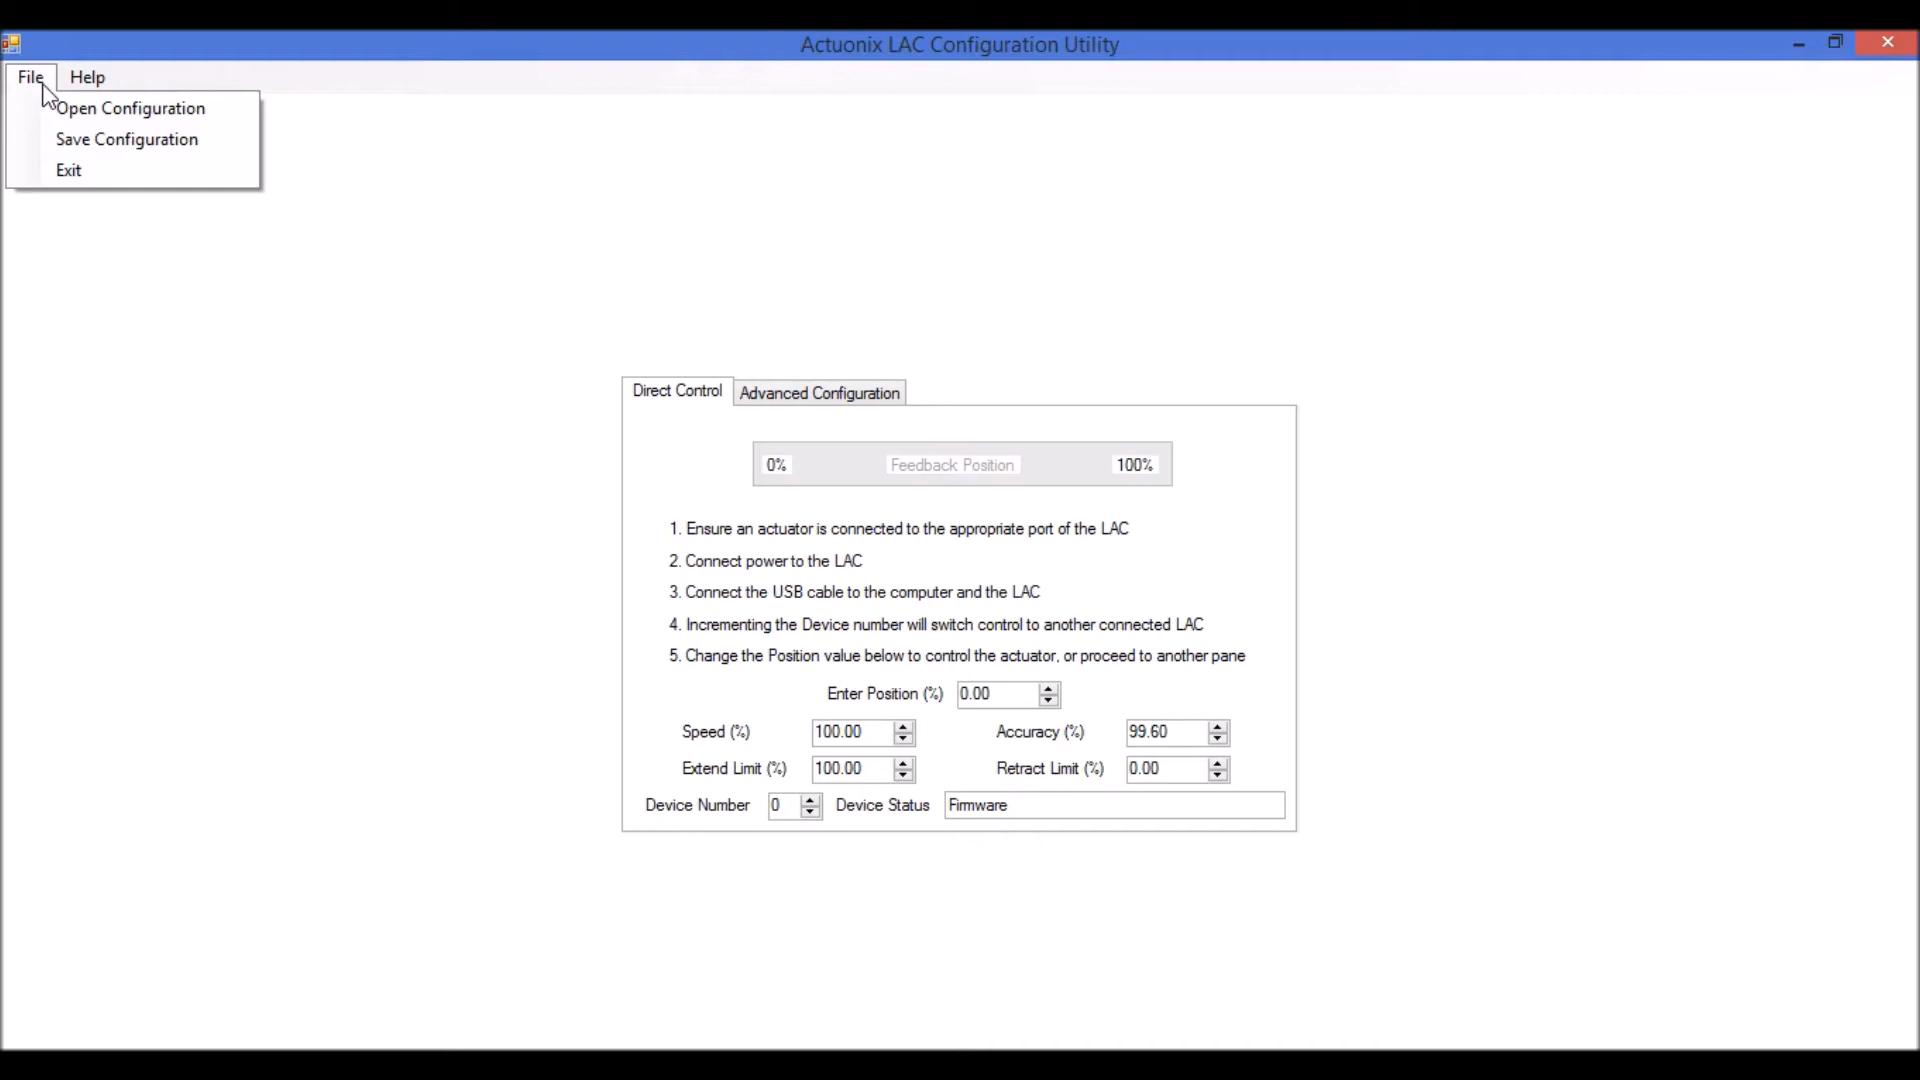 Actuonix LAC Configuration Utility
File Help
Open Configuration
Save Configuration
Exit
Direct Control Advanced Configuration
0% Feedback Position 100%
1. Ensure an actuator is connected to the appropriate port of the LAC
2. Connect power to the LAC
3. Connect the USB cable to the computer and the LAC
4. Incrementing the Device number will switch control to another connected LAC
5. Change the Position value below to control the actuator, or proceed to another pane
Enter Position (%) 0.00
Speed (%) 100.00 Accuracy (%) 99.60
Extend Limit (%) 100.00 Retract Limit (%) 0.00
Device Number 0 Device Status Firmware